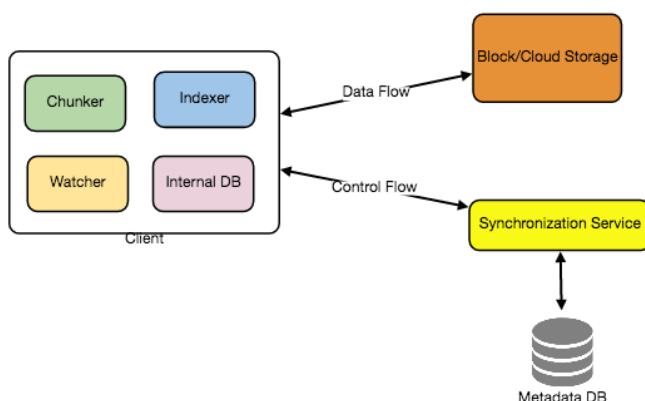 Block/Cloud Storage
Chunker
Indexer
Data Flow
Watcher
Internal DB
Control Flow
Synchronization Service
Client
Metadata DB